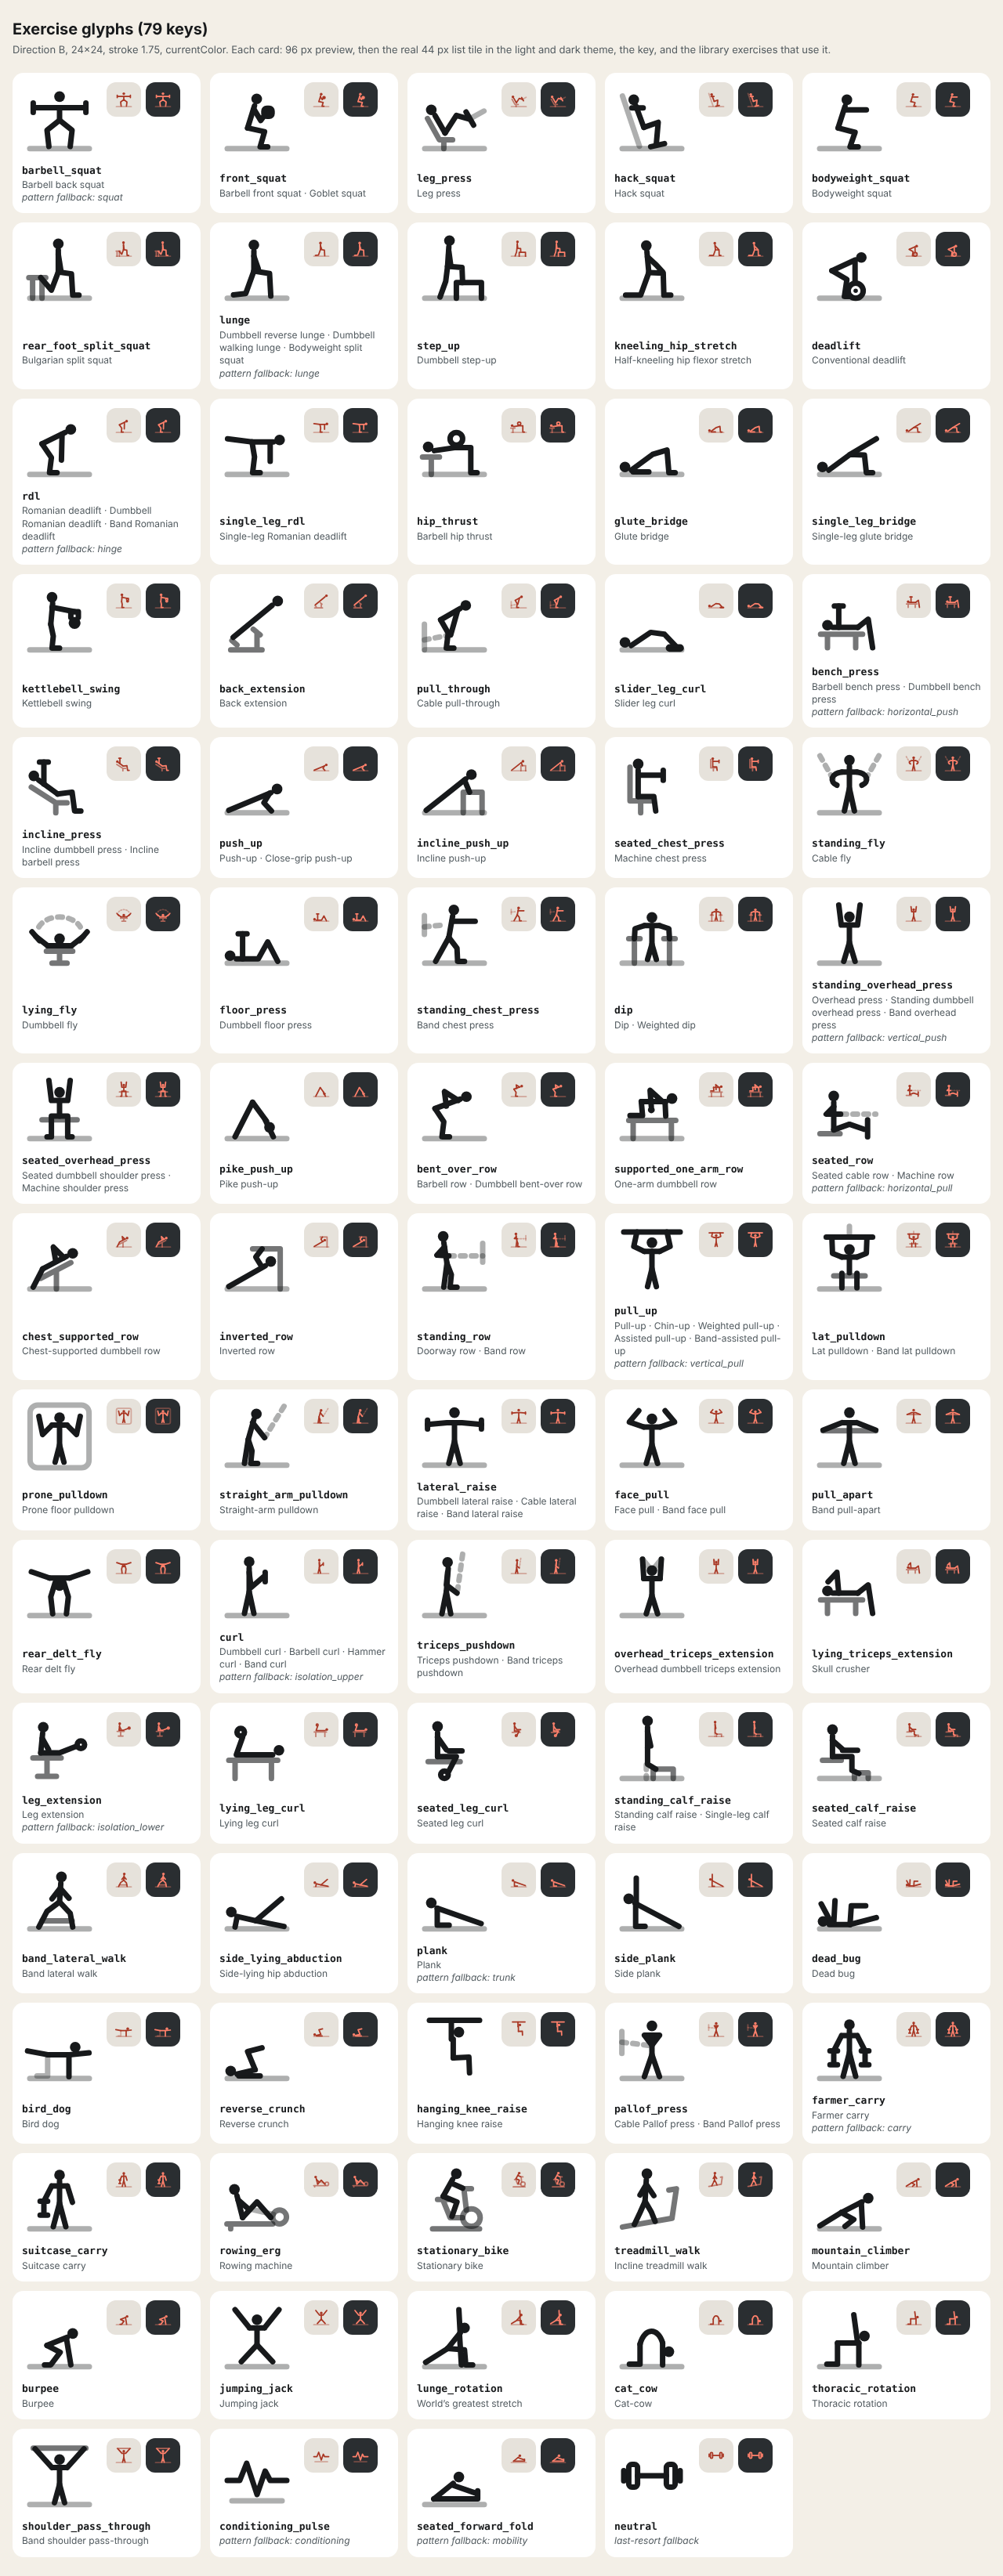 Exercise glyphs (79 keys)
Direction B, 24×24, stroke 1.75, currentColor. Each card: 96 px preview, then the real 44 px list tile in the light and dark theme, the key, and the library exercises that use it.
barbell_squat
Barbell back squat
pattern fallback: squat
front_squat
Barbell front squat · Goblet squat
leg_press
Leg press
hack_squat
Hack squat
bodyweight_squat
Bodyweight squat
rear_foot_split_squat
Bulgarian split squat
lunge
Dumbbell reverse lunge · Dumbbell
walking lunge · Bodyweight split
squat
pattern fallback: lunge
step_up
Dumbbell step-up
kneeling_hip_stretch
Half-kneeling hip flexor stretch
deadlift
Conventional deadlift
rdl
Romanian deadlift · Dumbbell
Romanian deadlift · Band Romanian
deadlift
pattern fallback: hinge
single_leg_rdl
Single-leg Romanian deadlift
hip_thrust
Barbell hip thrust
glute_bridge
Glute bridge
single_leg_bridge
Single-leg glute bridge
kettlebell_swing
Kettlebell swing
back_extension
Back extension
pull_through
Cable pull-through
slider_leg_curl
Slider leg curl
bench_press
Barbell bench press · Dumbbell bench
press
pattern fallback: horizontal_push
incline_press
Incline dumbbell press · Incline
barbell press
push_up
Push-up · Close-grip push-up
incline_push_up
Incline push-up
seated_chest_press
Machine chest press
standing_fly
Cable fly
lying_fly
Dumbbell fly
floor_press
Dumbbell floor press
standing_chest_press
Band chest press
dip
Dip · Weighted dip
standing_overhead_press
Overhead press · Standing dumbbell
overhead press · Band overhead
press
pattern fallback: vertical_push
seated_overhead_press
Seated dumbbell shoulder press ·
Machine shoulder press
pike_push_up
Pike push-up
bent_over_row
Barbell row · Dumbbell bent-over row
supported_one_arm_row
One-arm dumbbell row
seated_row
Seated cable row · Machine row
pattern fallback: horizontal_pull
chest_supported_row
Chest-supported dumbbell row
inverted_row
Inverted row
standing_row
Doorway row · Band row
pull_up
Pull-up · Chin-up · Weighted pull-up ·
Assisted pull-up · Band-assisted pull-
up
pattern fallback: vertical_pull
lat_pulldown
Lat pulldown · Band lat pulldown
prone_pulldown
Prone floor pulldown
straight_arm_pulldown
Straight-arm pulldown
lateral_raise
Dumbbell lateral raise · Cable lateral
raise · Band lateral raise
face_pull
Face pull · Band face pull
pull_apart
Band pull-apart
rear_delt_fly
Rear delt fly
curl
Dumbbell curl · Barbell curl · Hammer
curl · Band curl
pattern fallback: isolation_upper
triceps_pushdown
Triceps pushdown · Band triceps
pushdown
overhead_triceps_extension
Overhead dumbbell triceps extension
lying_triceps_extension
Skull crusher
leg_extension
Leg extension
pattern fallback: isolation_lower
lying_leg_curl
Lying leg curl
seated_leg_curl
Seated leg curl
standing_calf_raise
Standing calf raise · Single-leg calf
raise
seated_calf_raise
Seated calf raise
band_lateral_walk
Band lateral walk
side_lying_abduction
Side-lying hip abduction
plank
Plank
pattern fallback: trunk
side_plank
Side plank
dead_bug
Dead bug
bird_dog
Bird dog
reverse_crunch
Reverse crunch
hanging_knee_raise
Hanging knee raise
pallof_press
Cable Pallof press · Band Pallof press
farmer_carry
Farmer carry
pattern fallback: carry
suitcase_carry
Suitcase carry
rowing_erg
Rowing machine
stationary_bike
Stationary bike
treadmill_walk
Incline treadmill walk
mountain_climber
Mountain climber
burpee
Burpee
jumping_jack
Jumping jack
lunge_rotation
World's greatest stretch
cat_cow
Cat-cow
thoracic_rotation
Thoracic rotation
shoulder_pass_through
Band shoulder pass-through
conditioning_pulse
pattern fallback: conditioning
seated_forward_fold
pattern fallback: mobility
neutral
last-resort fallback